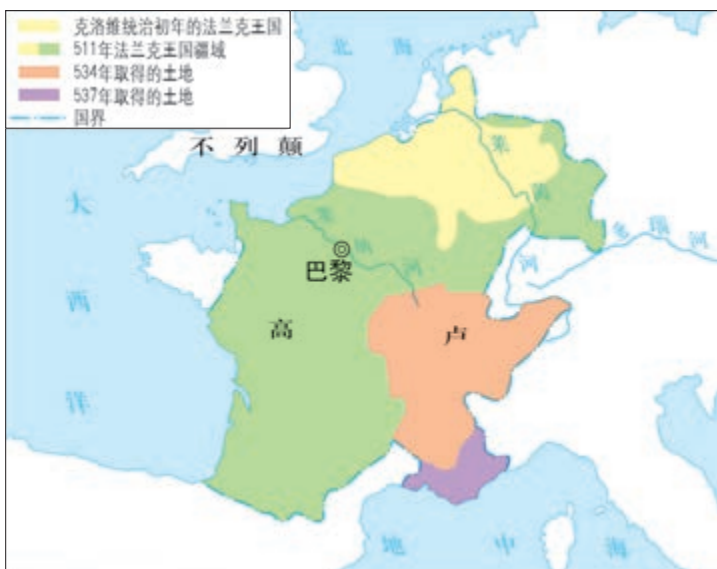 克洛维统治初年的法兰克王国
511年法兰克王国疆域
534年取得的土地
537年取得的土地
国界
北 海
不 列 颠
大 西 洋
莱 茵 河
多 瑙 河
塞 纳 河
巴黎
高 卢
地 中 海